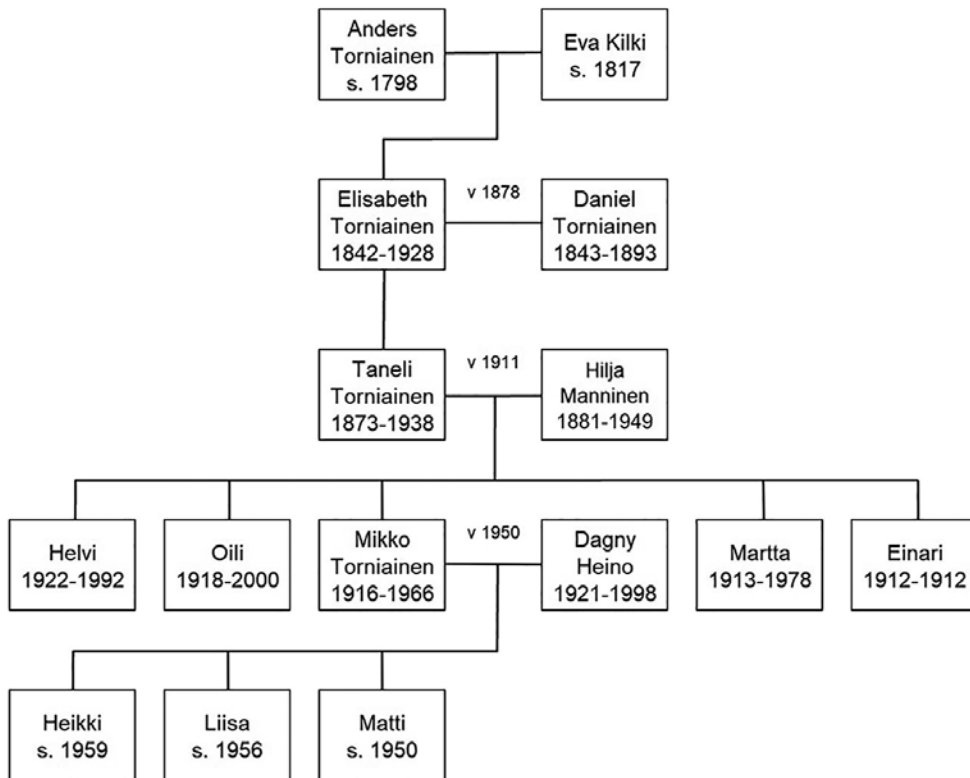 Anders
Torniainen
s. 1798
Eva Kilki
s. 1817
Elisabeth
Torniainen
1842-1928
v 1878
Daniel
Torniainen
1843-1893
Taneli
Torniainen
1873-1938
v 1911
Hilja
Manninen
1881-1949
Helvi
1922-1992
Oili
1918-2000
Mikko
Torniainen
1916-1966
v 1950
Dagny
Heino
1921-1998
Martta
1913-1978
Einari
1912-1912
Heikki
s. 1959
Liisa
s. 1956
Matti
s. 1950